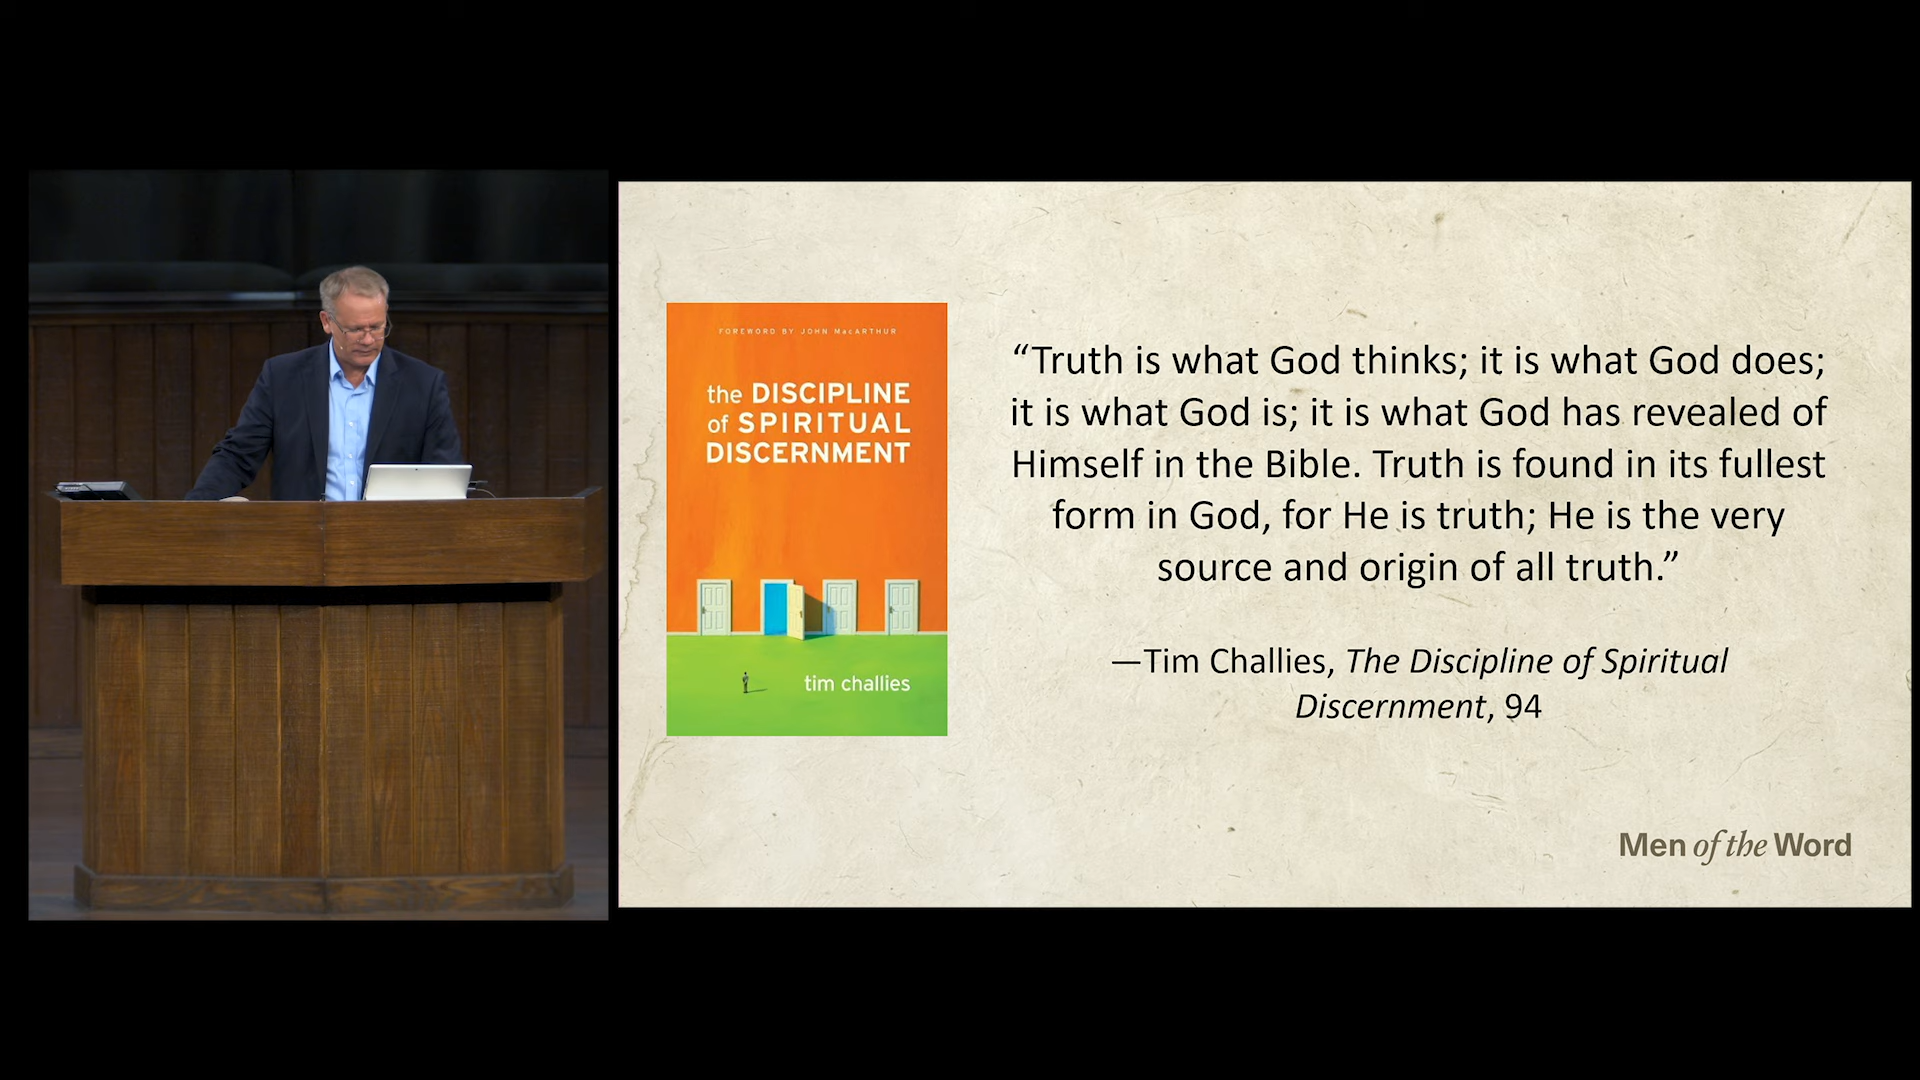 FOREWORD BY JOHN MacARTHUR
the DISCIPLINE
of SPIRITUAL
DISCERNMENT
tim challies
“Truth is what God thinks; it is what God does;
it is what God is; it is what God has revealed of
Himself in the Bible. Truth is found in its fullest
form in God, for He is truth; He is the very
source and origin of all truth.”
—Tim Challies, The Discipline of Spiritual
Discernment, 94
Men of the Word